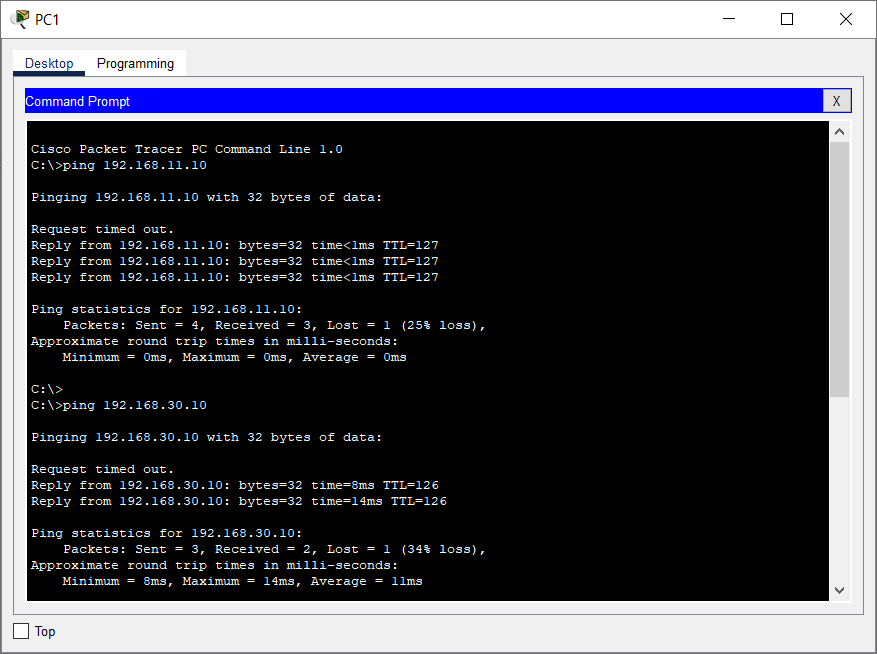 PC1
Desktop Programming
Command Prompt X
Cisco Packet Tracer PC Command Line 1.0
C:\>ping 192.168.11.10
Pinging 192.168.11.10 with 32 bytes of data:
Request timed out.
Reply from 192.168.11.10: bytes=32 time<1ms TTL=127
Reply from 192.168.11.10: bytes=32 time<1ms TTL=127
Reply from 192.168.11.10: bytes=32 time<1ms TTL=127
Ping statistics for 192.168.11.10:
Packets: Sent = 4, Received = 3, Lost = 1 (25% loss),
Approximate round trip times in milli-seconds:
Minimum = 0ms, Maximum = 0ms, Average = 0ms
C:\>
C:\>ping 192.168.30.10
Pinging 192.168.30.10 with 32 bytes of data:
Request timed out.
Reply from 192.168.30.10: bytes=32 time=8ms TTL=126
Reply from 192.168.30.10: bytes=32 time=14ms TTL=126
Ping statistics for 192.168.30.10:
Packets: Sent = 3, Received = 2, Lost = 1 (34% loss),
Approximate round trip times in milli-seconds:
Minimum = 8ms, Maximum = 14ms, Average = 11ms
Top